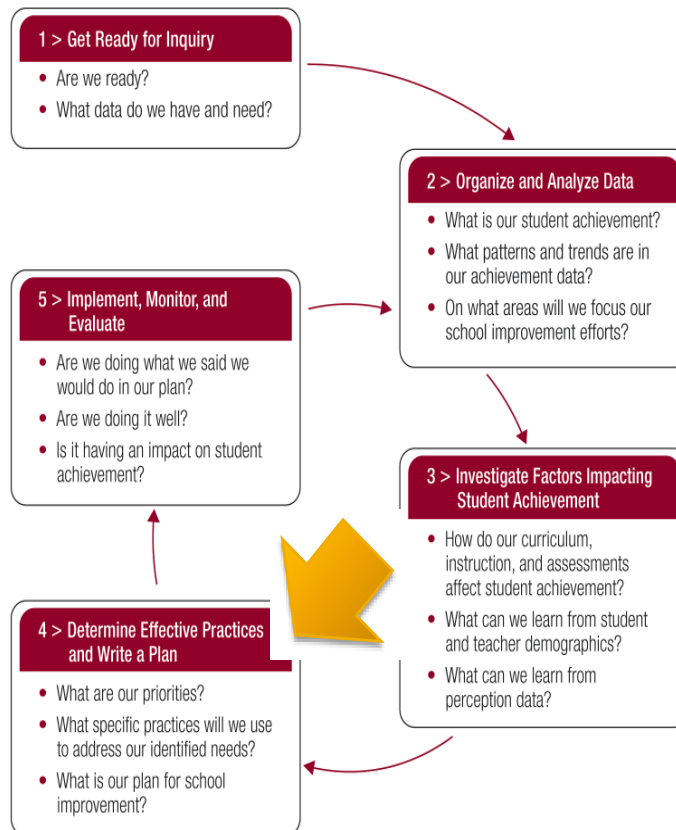 1 > Get Ready for Inquiry
• Are we ready?
• What data do we have and need?
2 > Organize and Analyze Data
• What is our student achievement?
• What patterns and trends are in
our achievement data?
• On what areas will we focus our
school improvement efforts?
3 > Investigate Factors Impacting
Student Achievement
• How do our curriculum,
instruction, and assessments
affect student achievement?
• What can we learn from student
and teacher demographics?
• What can we learn from
perception data?
4 > Determine Effective Practices
and Write a Plan
• What are our priorities?
• What specific practices will we use
to address our identified needs?
• What is our plan for school
improvement?
5 > Implement, Monitor, and
Evaluate
• Are we doing what we said we
would do in our plan?
• Are we doing it well?
• Is it having an impact on student
achievement?